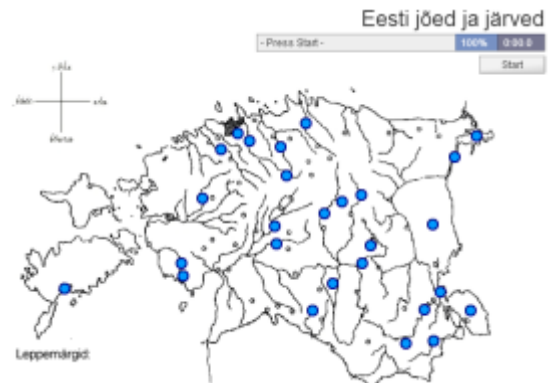 Eesti jõed ja järved
- Press Start -
100%
0:00.0
Start
Leppemärgid: